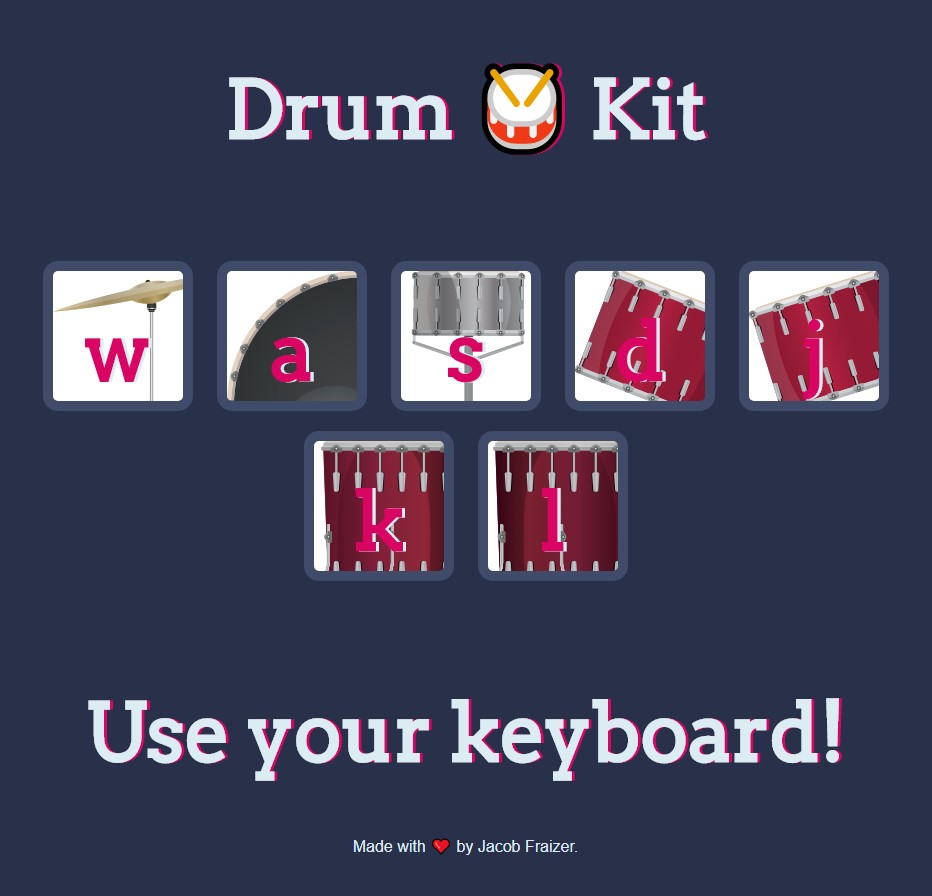 Drum 🥁 Kit
w a s d j
k l
Use your keyboard!
Made with ❤️ by Jacob Fraizer.